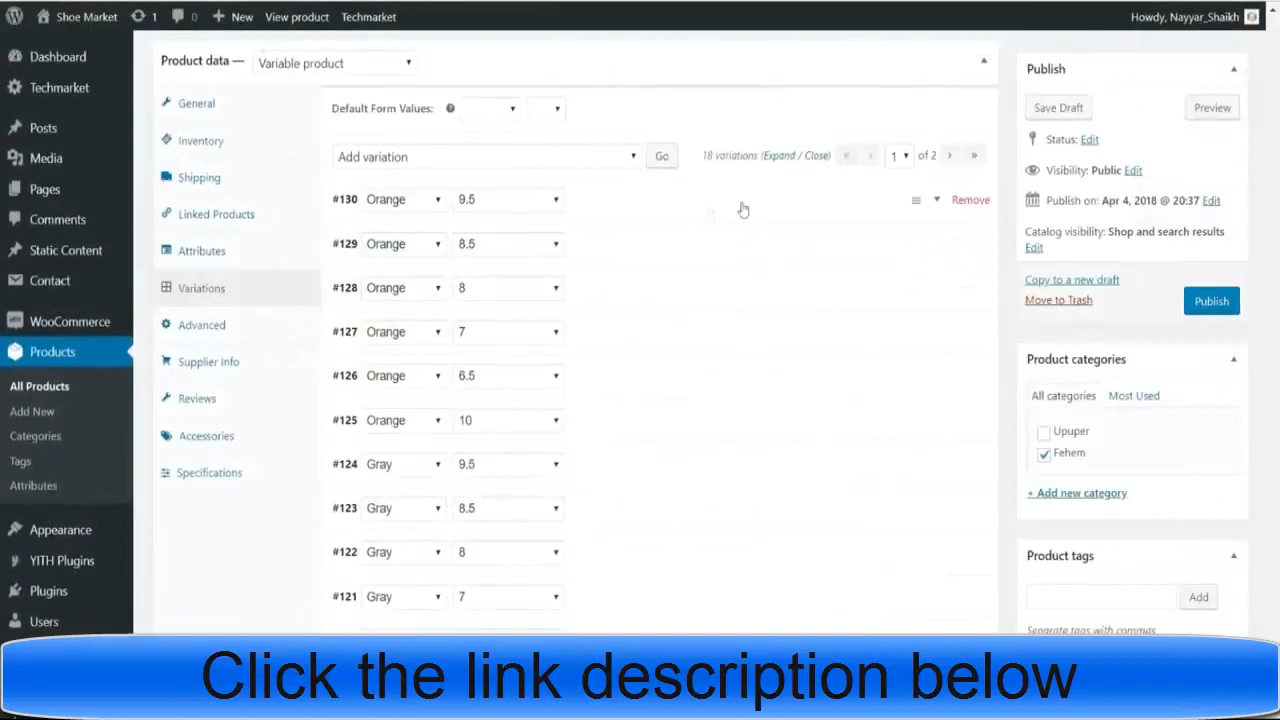 Shoe Market 1 0 + New View product Techmarket Howdy, Nayyar_Shaikh
Dashboard
Techmarket
Posts
Media
Pages
Comments
Static Content
Contact
WooCommerce
Products
All Products
Add New
Categories
Tags
Attributes
Appearance
YITH Plugins
Plugins
Users
Product data — Variable product
General
Inventory
Shipping
Linked Products
Attributes
Variations
Advanced
Supplier Info
Reviews
Accessories
Specifications
Default Form Values:
Add variation Go 18 variations (Expand / Close) « ‹ 1 of 2 › »
#130 Orange 9.5 Remove
#129 Orange 8.5
#128 Orange 8
#127 Orange 7
#126 Orange 6.5
#125 Orange 10
#124 Gray 9.5
#123 Gray 8.5
#122 Gray 8
#121 Gray 7
Publish
Save Draft Preview
Status: Edit
Visibility: Public Edit
Publish on: Apr 4, 2018 @ 20:37 Edit
Catalog visibility: Shop and search results
Edit
Copy to a new draft
Move to Trash Publish
Product categories
All categories Most Used
Upuper
Fehem
+ Add new category
Product tags
Add
Separate tags with commas
Click the link description below